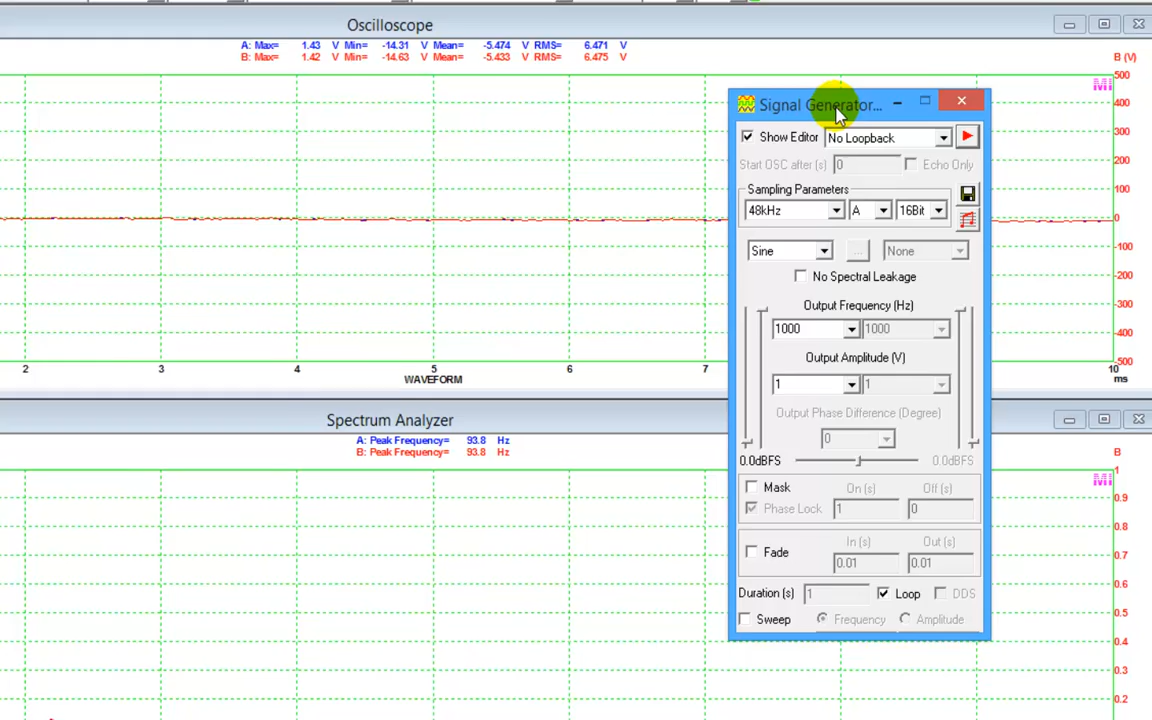 Oscilloscope
A: Max= 1.43 V Min= -14.31 V Mean= -5.474 V RMS= 6.471 V
B: Max= 1.42 V Min= -14.63 V Mean= -5.433 V RMS= 6.475 V
B (V)
500
400
300
200
100
0
-100
-200
-300
-400
-500
2 3 4 5 6 7 10
WAVEFORM
ms
Signal Generator...
Show Editor No Loopback
Start OSC after (s) 0 Echo Only
Sampling Parameters
48kHz A 16Bit
Sine ... None
No Spectral Leakage
Output Frequency (Hz)
1000 1000
Output Amplitude (V)
1 1
Output Phase Difference (Degree)
0
0.0dBFS 0.0dBFS
Mask On (s) Off (s)
Phase Lock 1 0
In (s) Out (s)
Fade 0.01 0.01
Duration (s) 1 Loop DDS
Sweep Frequency Amplitude
Spectrum Analyzer
A: Peak Frequency= 93.8 Hz
B: Peak Frequency= 93.8 Hz
B
1
0.9
0.8
0.7
0.6
0.5
0.4
0.3
0.2